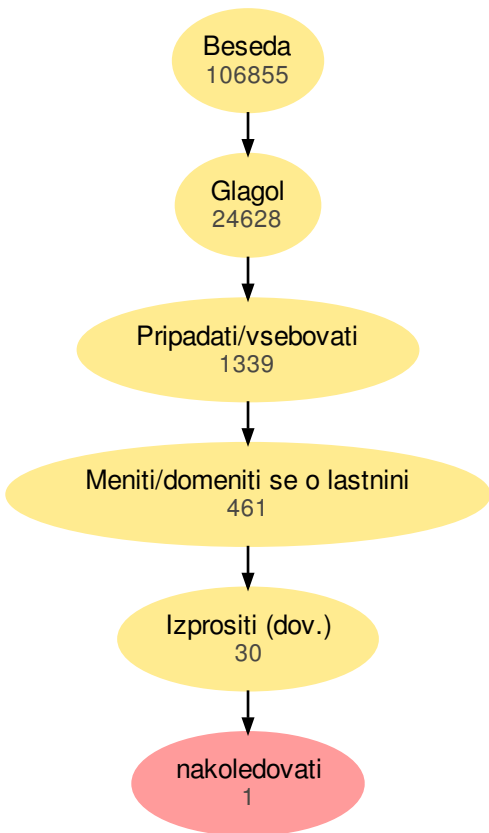 Beseda
106855
Glagol
24628
Pripadati/vsebovati
1339
Meniti/domeniti se o lastnini
461
Izprositi (dov.)
30
nakoledovati
1